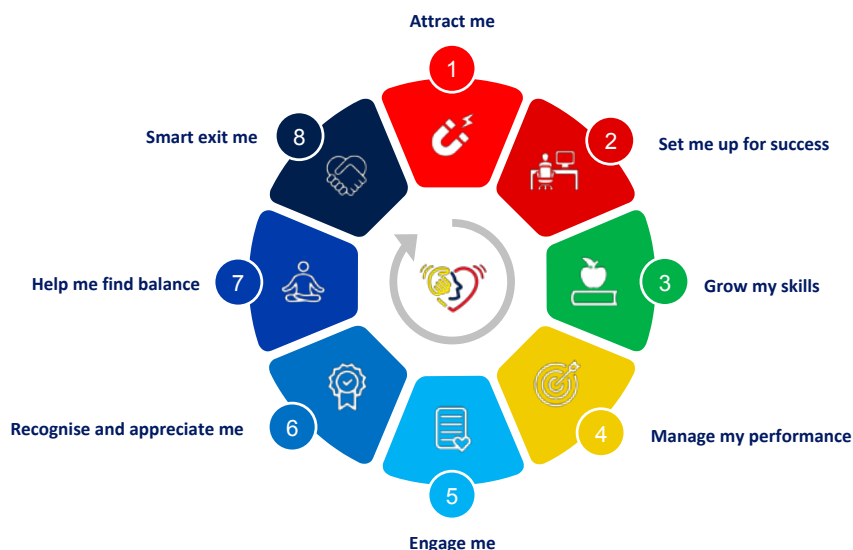 Attract me
1
2
Set me up for success
3
Grow my skills
4
Manage my performance
5
Engage me
6
Recognise and appreciate me
7
Help me find balance
8
Smart exit me